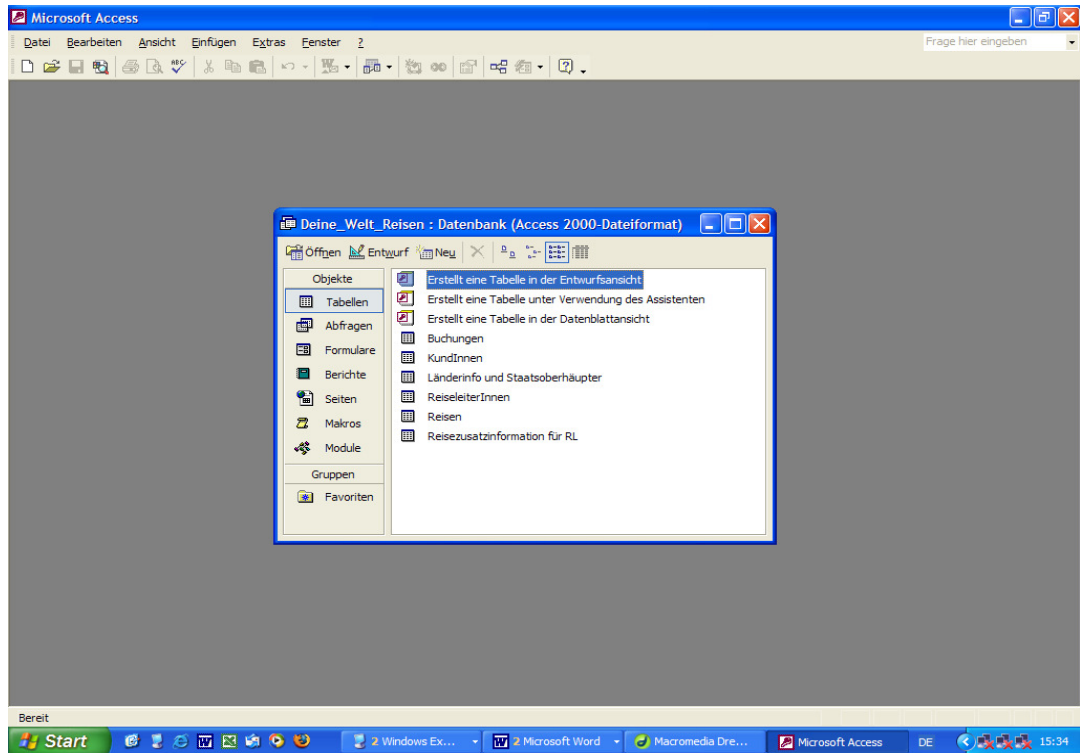 Microsoft Access
Datei Bearbeiten Ansicht Einfügen Extras Fenster ? Frage hier eingeben
Deine_Welt_Reisen : Datenbank (Access 2000-Dateiformat)
Öffnen Entwurf Neu
Objekte
Tabellen
Abfragen
Formulare
Berichte
Seiten
Makros
Module
Gruppen
Favoriten
Erstellt eine Tabelle in der Entwurfsansicht
Erstellt eine Tabelle unter Verwendung des Assistenten
Erstellt eine Tabelle in der Datenblattansicht
Buchungen
KundInnen
Länderinfo und Staatsoberhäupter
ReiseleiterInnen
Reisen
Reisezusatzinformation für RL
Bereit
Start 2 Windows Ex... 2 Microsoft Word Macromedia Dre... Microsoft Access DE 15:34